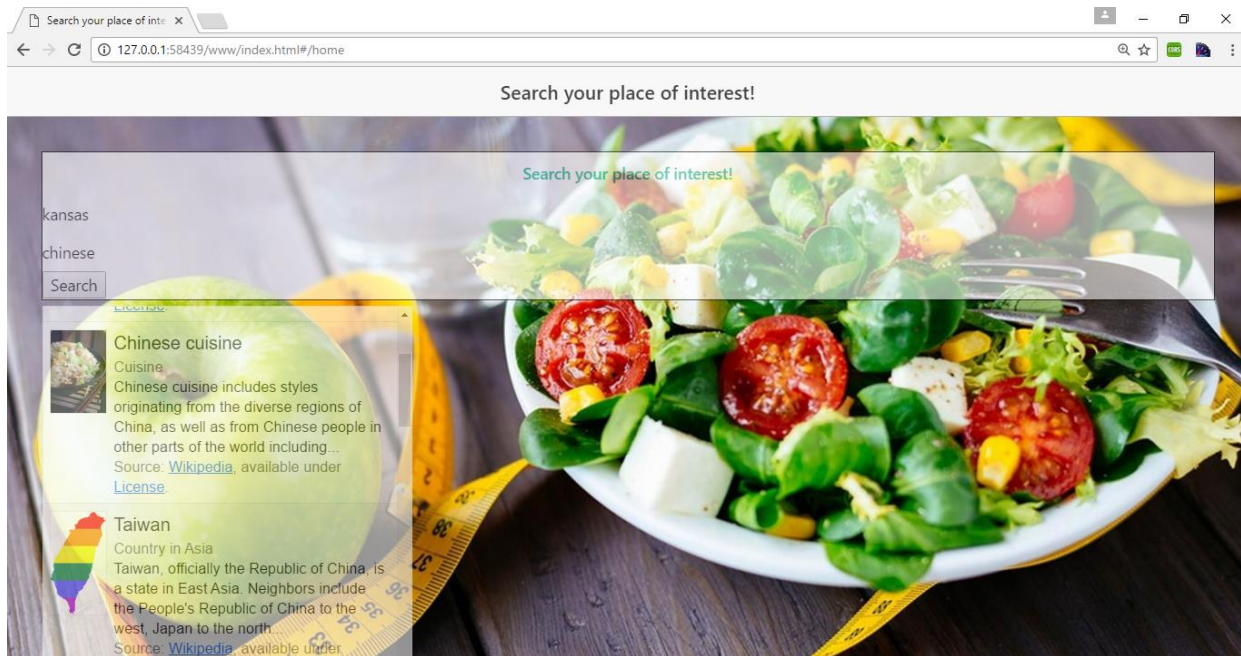 Search your place of inte
127.0.0.1:58439/www/index.html#/home
CORS
Search your place of interest!
Search your place of interest!
kansas
chinese
Search
License.
Chinese cuisine
Cuisine
Chinese cuisine includes styles
originating from the diverse regions of
China, as well as from Chinese people in
other parts of the world including...
Source: Wikipedia, available under
License.
Taiwan
Country in Asia
Taiwan, officially the Republic of China, is
a state in East Asia. Neighbors include
the People's Republic of China to the
west, Japan to the north...
Source: Wikipedia, available under